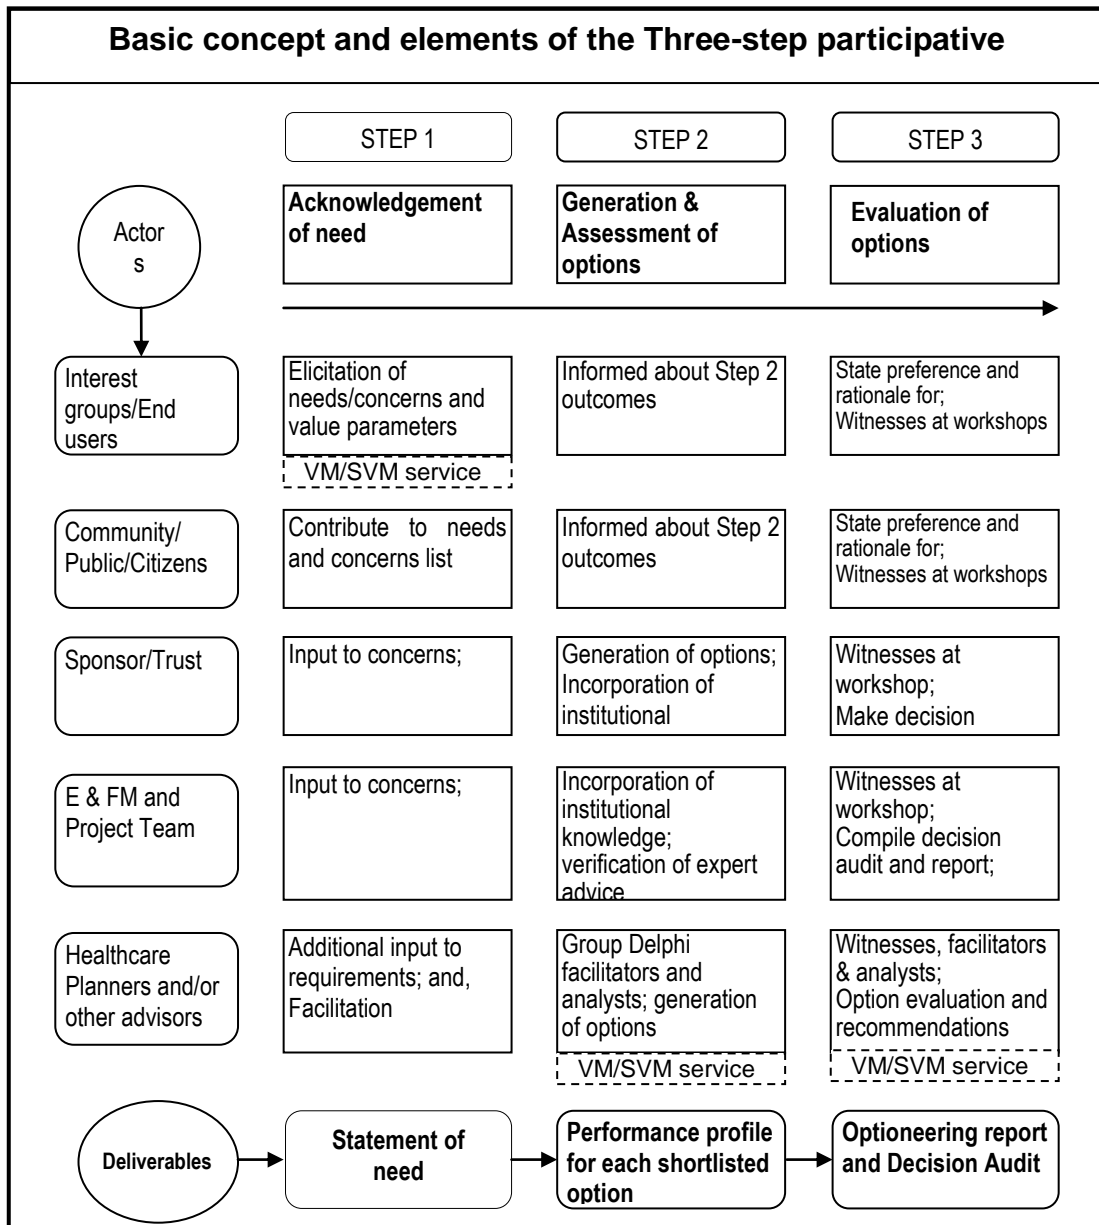 Basic concept and elements of the Three-step participative
STEP 1
STEP 2
STEP 3
Actor
s
Acknowledgement
of need
Generation &
Assessment of
options
Evaluation of
options
Interest
groups/End
users
Elicitation of
needs/concerns and
value parameters
VM/SVM service
Informed about Step 2
outcomes
State preference and
rationale for;
Witnesses at workshops
Community/
Public/Citizens
Contribute to needs
and concerns list
Informed about Step 2
outcomes
State preference and
rationale for;
Witnesses at workshops
Sponsor/Trust
Input to concerns;
Generation of options;
Incorporation of
institutional
Witnesses at
workshop;
Make decision
E & FM and
Project Team
Input to concerns;
Incorporation of
institutional
knowledge;
verification of expert
advice
Witnesses at
workshop;
Compile decision
audit and report;
Healthcare
Planners and/or
other advisors
Additional input to
requirements; and,
Facilitation
Group Delphi
facilitators and
analysts; generation
of options
VM/SVM service
Witnesses, facilitators
& analysts;
Option evaluation and
recommendations
VM/SVM service
Deliverables
Statement of
need
Performance profile
for each shortlisted
option
Optioneering report
and Decision Audit